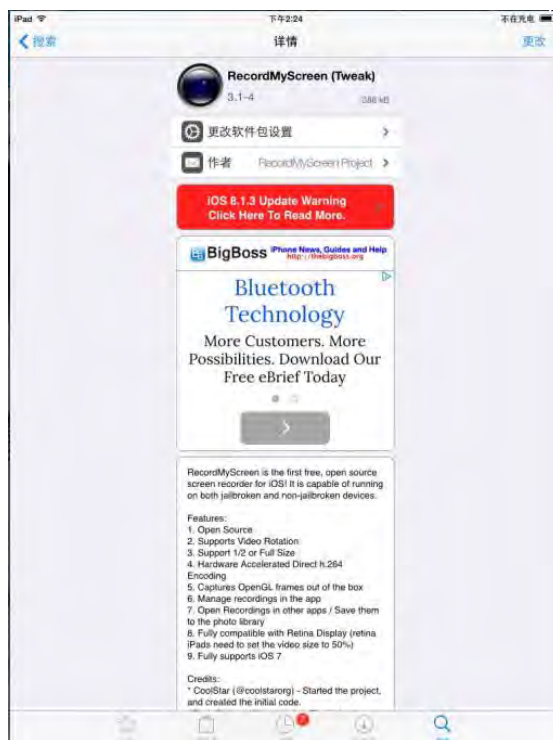 iPad
下午2:24
不在充电
搜索
详情
更改
RecordMyScreen (Tweak)
3.1-4
更改软件包设置
作者 RecordMyScreen Project
iOS 8.1.3 Update Warning
Click Here To Read More.
BigBoss iPhone News, Guides and Help
http://thebigboss.org
Bluetooth
Technology
More Customers. More
Possibilities. Download Our
Free eBrief Today
RecordMyScreen is the first free, open source
screen recorder for iOS! It is capable of running
on both jailbroken and non-jailbroken devices.
Features:
1. Open Source
2. Supports Video Rotation
3. Support 1/2 or Full Size
4. Hardware Accelerated Direct h.264
Encoding
5. Captures OpenGL frames out of the box
6. Manage recordings in the app
7. Open Recordings in other apps / Save them
to the photo library
8. Fully compatible with Retina Display (retina
iPads need to set the video size to 50%)
9. Fully supports iOS 7
Credits:
* CoolStar (@coolstarorg) - Started the project,
and created the initial code.
7